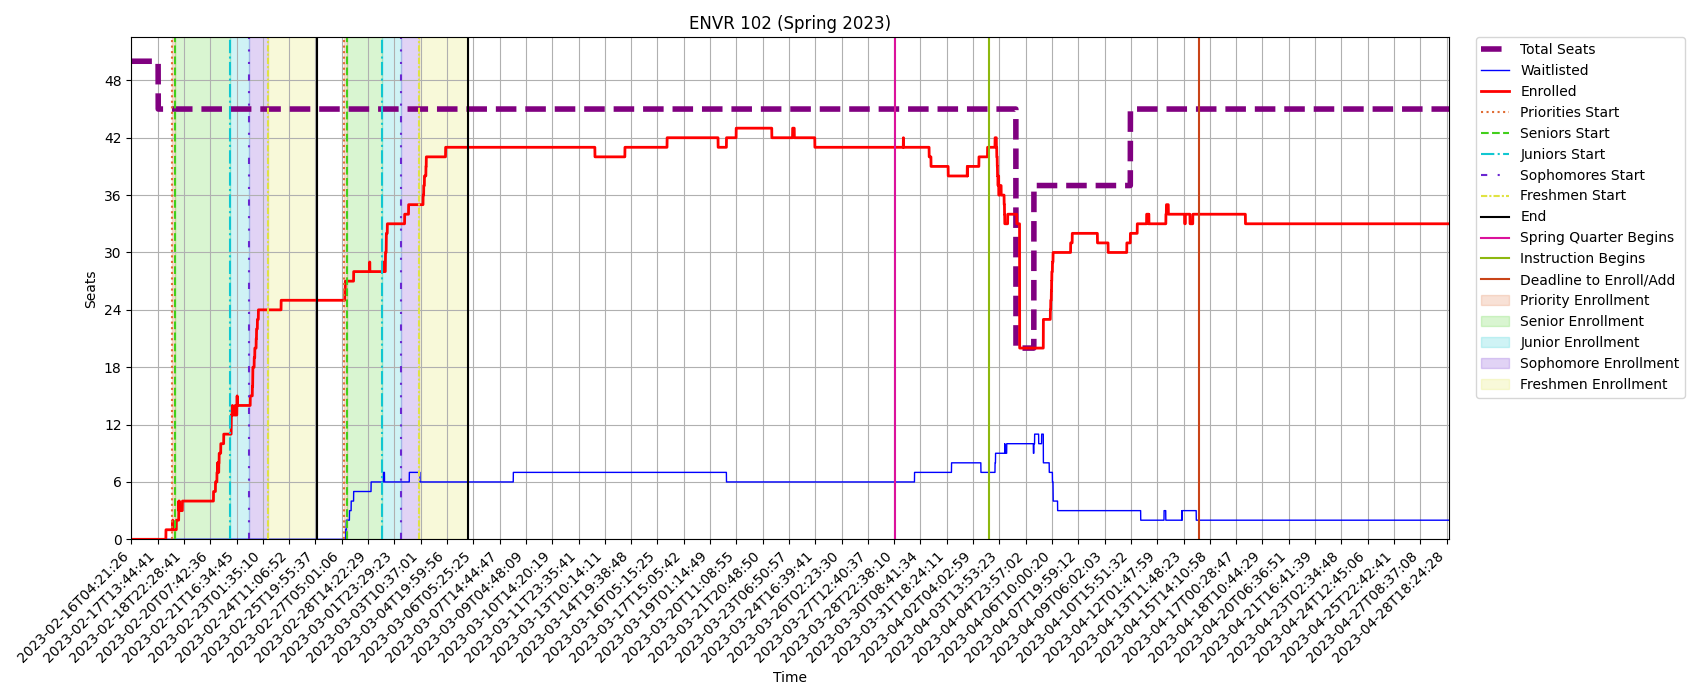 ENVR 102 (Spring 2023)
Seats
48
42
36
30
24
18
12
6
0
2023-02-16T04:21:26
2023-02-17T13:44:41
2023-02-18T22:28:41
2023-02-20T07:42:36
2023-02-21T16:34:45
2023-02-23T01:35:10
2023-02-24T11:06:52
2023-02-25T19:55:37
2023-02-27T05:01:06
2023-02-28T14:22:29
2023-03-01T23:29:23
2023-03-03T10:37:01
2023-03-04T19:59:56
2023-03-06T05:25:25
2023-03-07T14:44:47
2023-03-09T04:48:09
2023-03-10T14:20:19
2023-03-11T23:35:41
2023-03-13T10:14:11
2023-03-14T19:38:48
2023-03-16T05:15:25
2023-03-17T15:05:42
2023-03-19T01:14:49
2023-03-20T11:08:55
2023-03-21T20:48:50
2023-03-23T06:50:57
2023-03-24T16:39:41
2023-03-26T02:23:30
2023-03-27T12:40:37
2023-03-28T22:38:10
2023-03-30T08:41:34
2023-03-31T18:24:11
2023-04-02T04:02:59
2023-04-03T13:53:23
2023-04-04T23:57:02
2023-04-06T10:00:20
2023-04-07T19:59:12
2023-04-09T06:02:03
2023-04-10T15:51:32
2023-04-12T01:47:59
2023-04-13T11:48:23
2023-04-15T14:10:58
2023-04-17T00:28:47
2023-04-18T10:44:29
2023-04-20T06:36:51
2023-04-21T16:41:39
2023-04-23T02:34:48
2023-04-24T12:45:06
2023-04-25T22:42:41
2023-04-27T08:37:08
2023-04-28T18:24:28
Time
Total Seats
Waitlisted
Enrolled
Priorities Start
Seniors Start
Juniors Start
Sophomores Start
Freshmen Start
End
Spring Quarter Begins
Instruction Begins
Deadline to Enroll/Add
Priority Enrollment
Senior Enrollment
Junior Enrollment
Sophomore Enrollment
Freshmen Enrollment